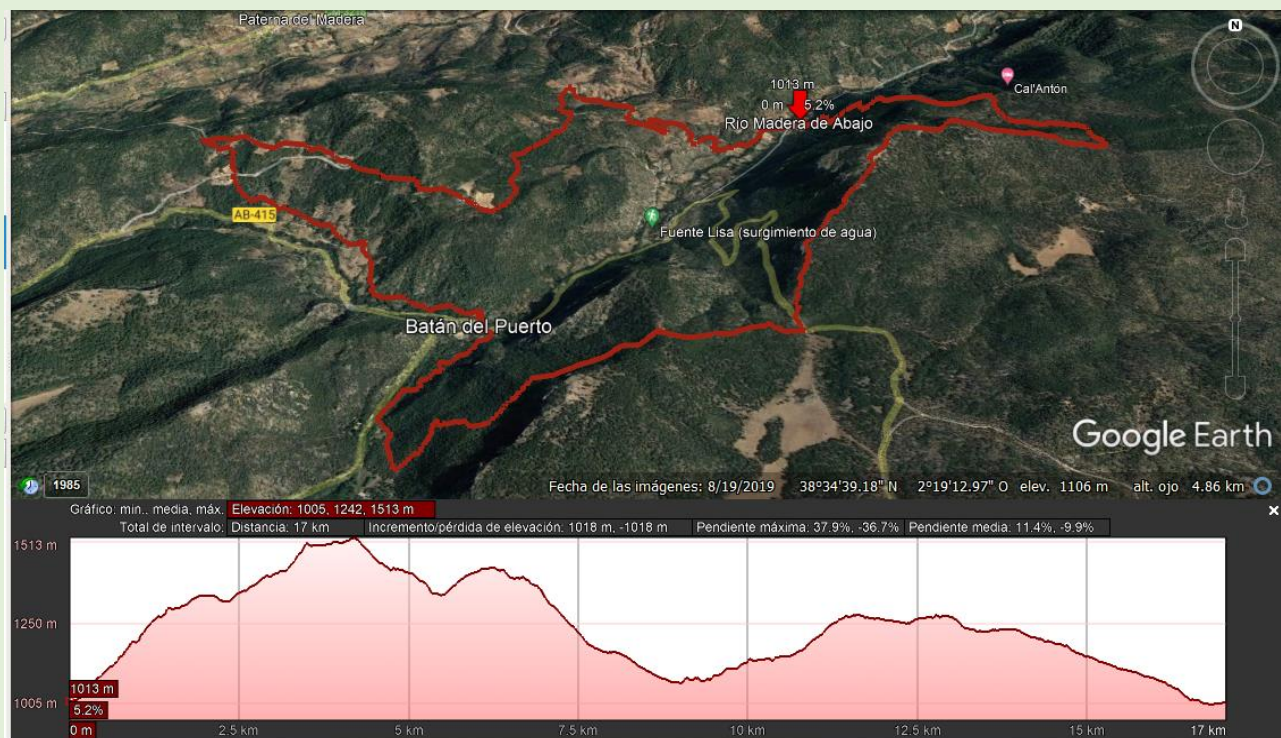 Paterna del Madera
N
Cal'Antón
1013 m
0 m 5.2%
Río Madera de Abajo
AB-415
Fuente Lisa (surgimiento de agua)
Batán del Puerto
Google Earth
1985
Fecha de las imágenes: 8/19/2019 38°34'39.18" N 2°19'12.97" O elev. 1106 m alt. ojo 4.86 km
Gráfico: min., media, máx. Elevación: 1005, 1242, 1513 m
Total de intervalo: Distancia: 17 km Incremento/pérdida de elevación: 1018 m, -1018 m Pendiente máxima: 37.9%, -36.7% Pendiente media: 11.4%, -9.9%
1513 m
1250 m
1013 m
1005 m
5.2%
0 m 2.5 km 5 km 7.5 km 10 km 12.5 km 15 km 17 km